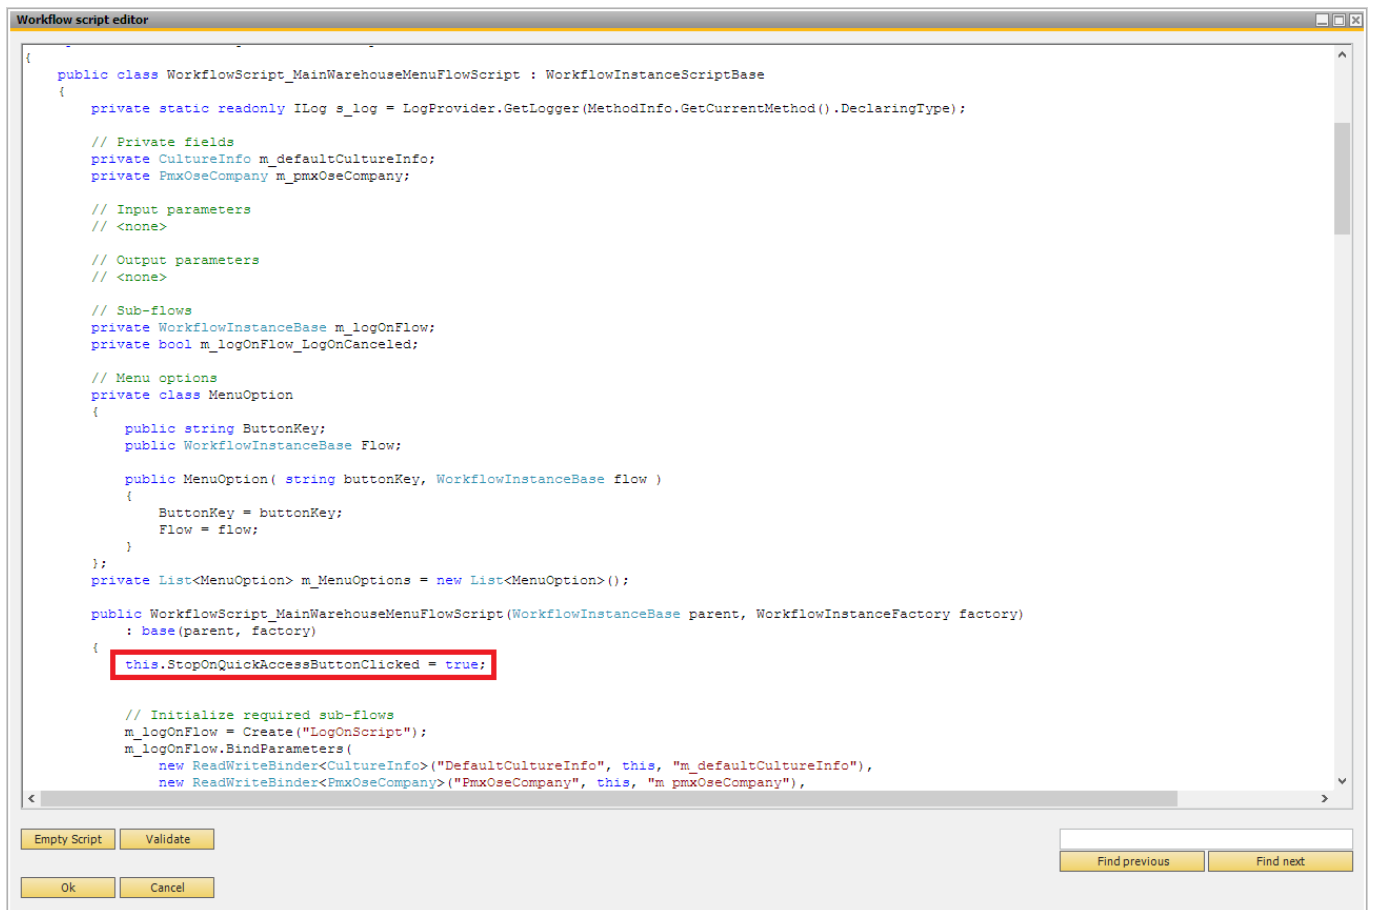 Workflow script editor
{
public class WorkflowScript_MainWarehouseMenuFlowScript : WorkflowInstanceScriptBase
{
private static readonly ILog s_log = LogProvider.GetLogger(MethodInfo.GetCurrentMethod().DeclaringType);
// Private fields
private CultureInfo m_defaultCultureInfo;
private PmxOseCompany m_pmxOseCompany;
// Input parameters
// <none>
// Output parameters
// <none>
// Sub-flows
private WorkflowInstanceBase m_logOnFlow;
private bool m_logOnFlow_LogOnCanceled;
// Menu options
private class MenuOption
{
public string ButtonKey;
public WorkflowInstanceBase Flow;
public MenuOption( string buttonKey, WorkflowInstanceBase flow )
{
ButtonKey = buttonKey;
Flow = flow;
}
};
private List<MenuOption> m_MenuOptions = new List<MenuOption>();
public WorkflowScript_MainWarehouseMenuFlowScript(WorkflowInstanceBase parent, WorkflowInstanceFactory factory)
: base(parent, factory)
{
this.StopOnQuickAccessButtonClicked = true;
// Initialize required sub-flows
m_logOnFlow = Create("LogOnScript");
m_logOnFlow.BindParameters(
new ReadWriteBinder<CultureInfo>("DefaultCultureInfo", this, "m_defaultCultureInfo"),
new ReadWriteBinder<PmxOseCompany>("PmxOseCompany", this, "m_pmxOseCompany"),
Empty Script Validate
Find previous Find next
Ok Cancel